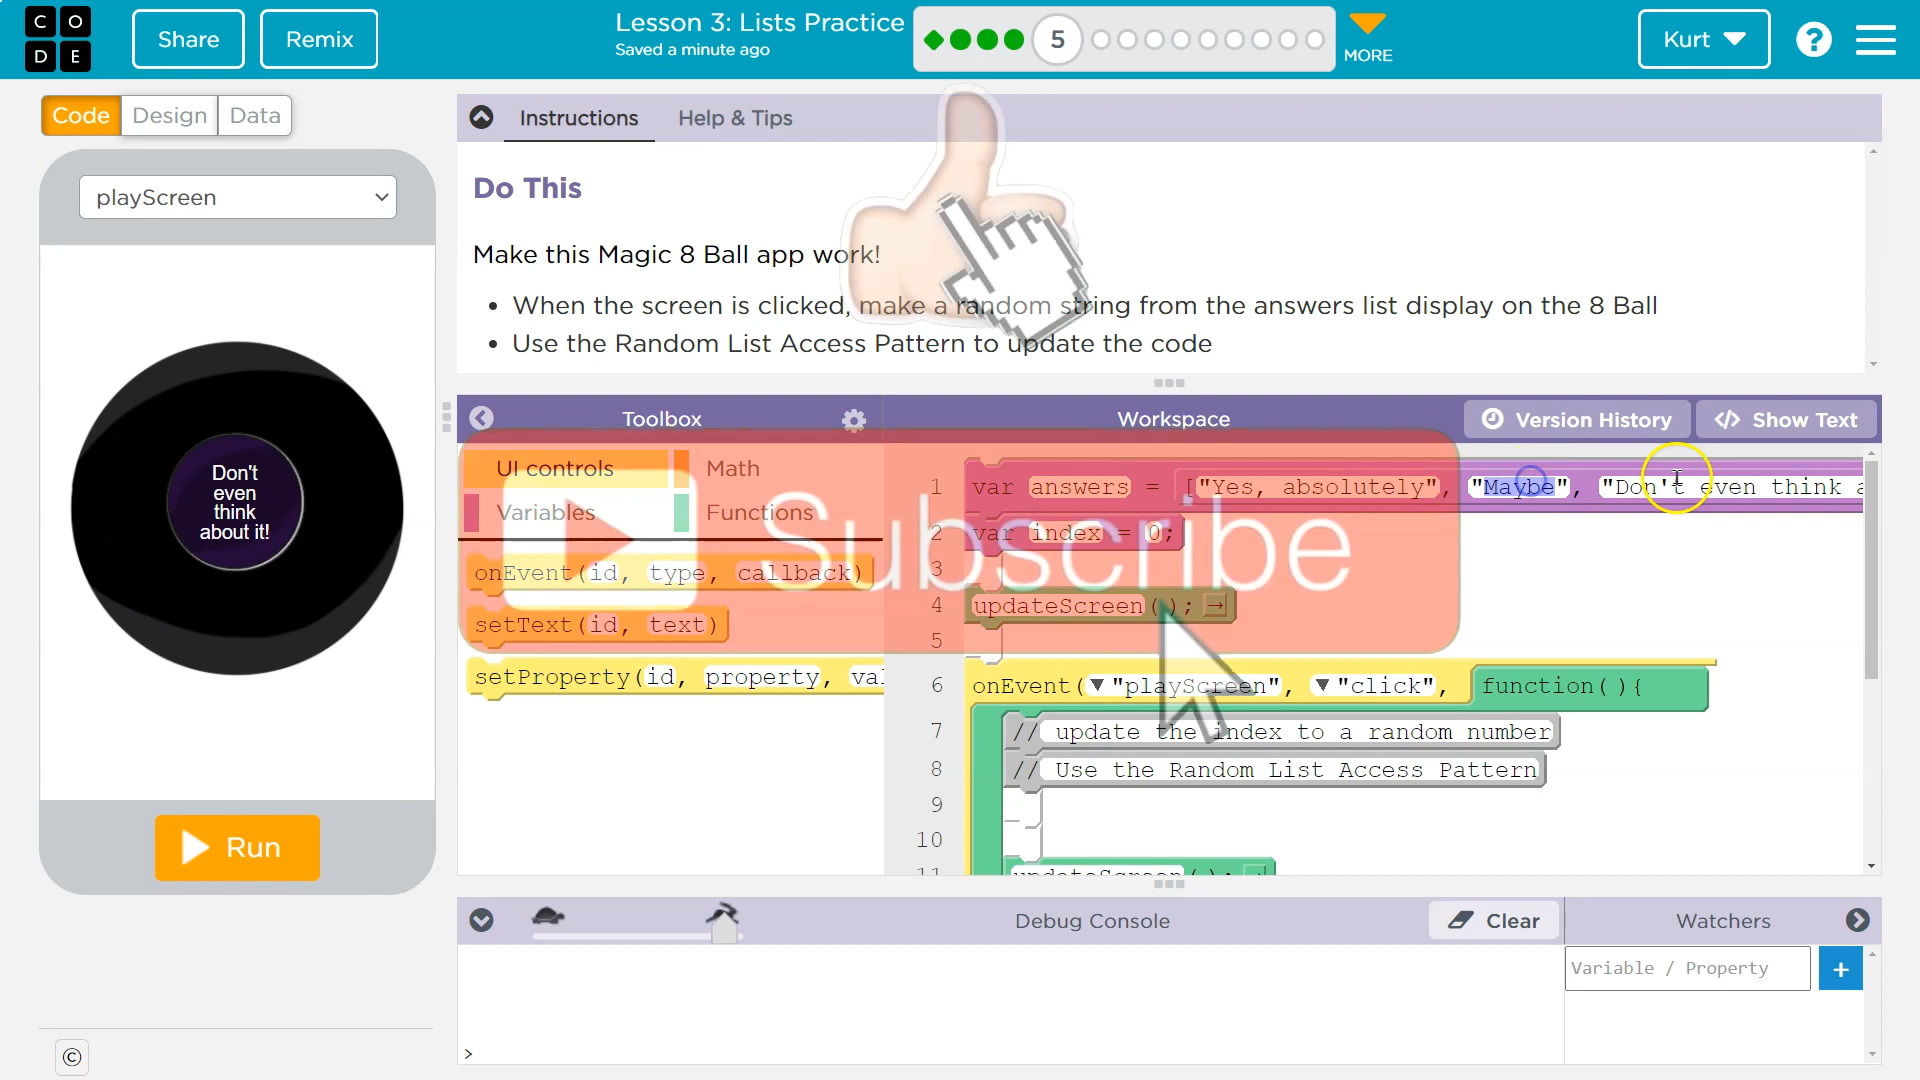 CODE
Share
Remix
Lesson 3: Lists Practice
Saved a minute ago
5
MORE
Kurt
?
Code
Design
Data
Instructions
Help & Tips
playScreen
Do This
Make this Magic 8 Ball app work!
• When the screen is clicked, make a random string from the answers list display on the 8 Ball
• Use the Random List Access Pattern to update the code
Toolbox
Workspace
Version History
Show Text
UI controls
Math
Variables
Functions
onEvent(id, type, callback)
setText(id, text)
setProperty(id, property, val
Subscribe
1 var answers = ["Yes, absolutely", "Maybe", "Don't even think a
2 var index = 0;
3
4 updateScreen();
5
6 onEvent("playScreen", "click", function(){
7 // update the index to a random number
8 // Use the Random List Access Pattern
9
10
11 updateScreen();
Don't
even
think
about it!
Run
Debug Console
Clear
Watchers
Variable / Property
+
>
©